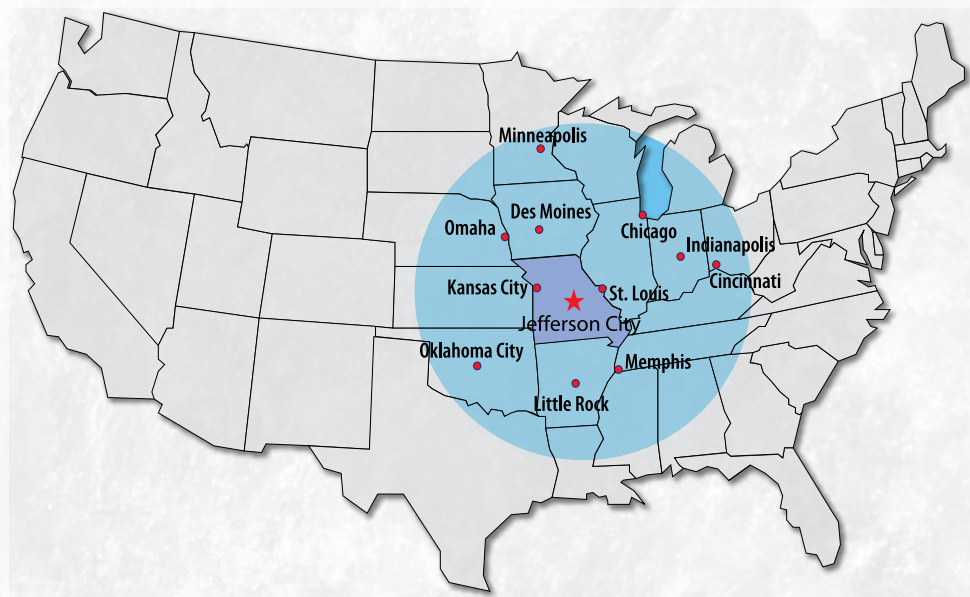 Minneapolis
Des Moines
Omaha
Chicago
Indianapolis
Cincinnati
Kansas City
St. Louis
Jefferson City
Oklahoma City
Memphis
Little Rock